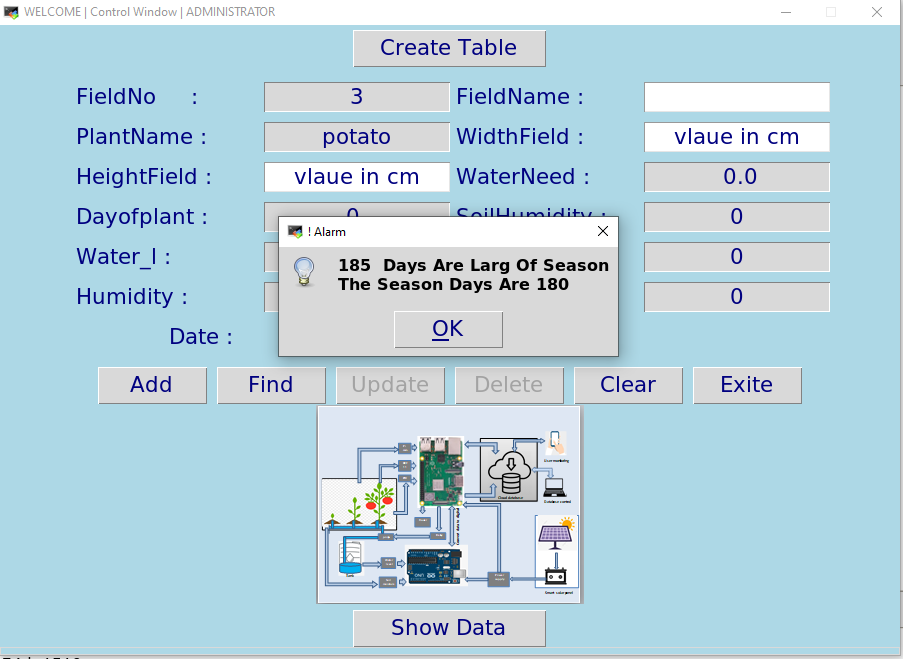 WELCOME | Control Window | ADMINISTRATOR
Create Table
FieldNo :
3
FieldName :
PlantName :
potato
WidthField :
vlaue in cm
HeightField :
vlaue in cm
WaterNeed :
0.0
Dayofplant :
0
SoilHumidity :
0
Water_l :
0
Humidity :
0
Date :
! Alarm
185 Days Are Larg Of Season
The Season Days Are 180
OK
Add
Find
Update
Delete
Clear
Exite
Cloud database
Show Data